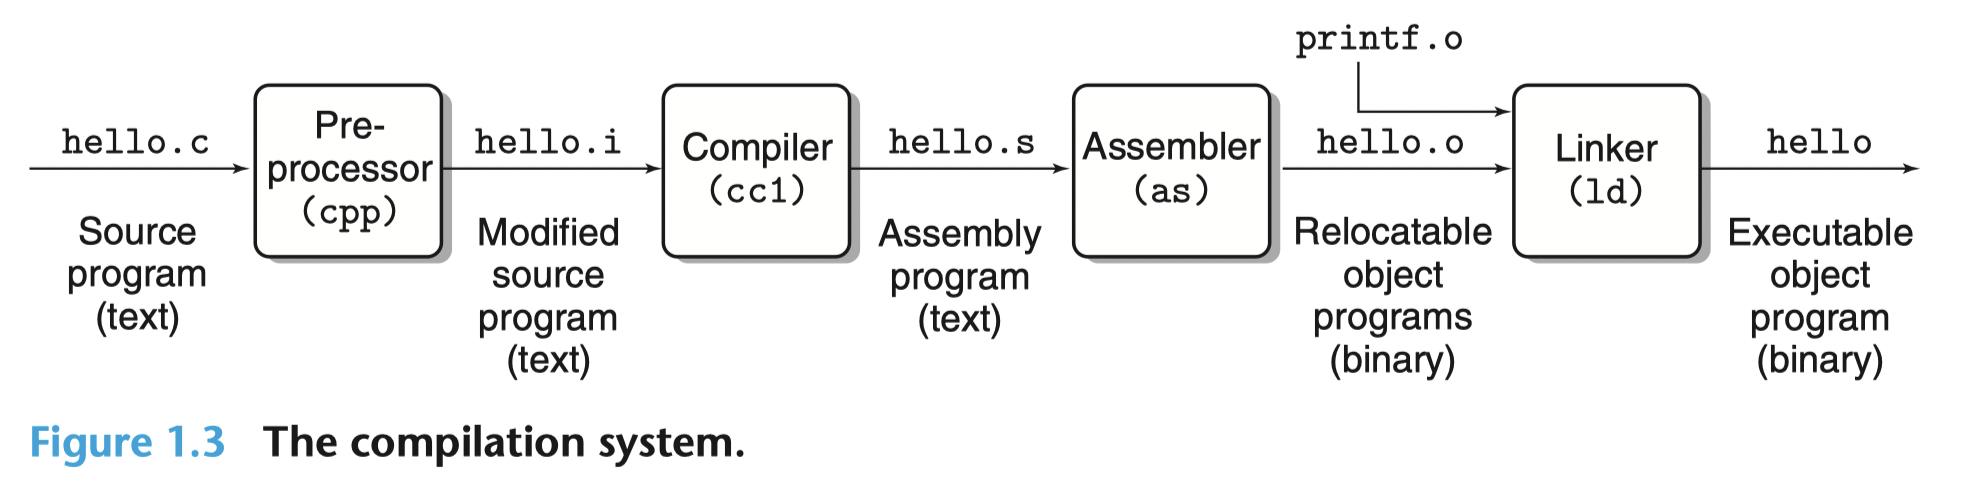 printf.o
hello.c
Pre-
processor
(cpp)
hello.i
Compiler
(cc1)
hello.s
Assembler
(as)
hello.o
Linker
(ld)
hello
Source
program
(text)
Modified
source
program
(text)
Assembly
program
(text)
Relocatable
object
programs
(binary)
Executable
object
program
(binary)
Figure 1.3 The compilation system.